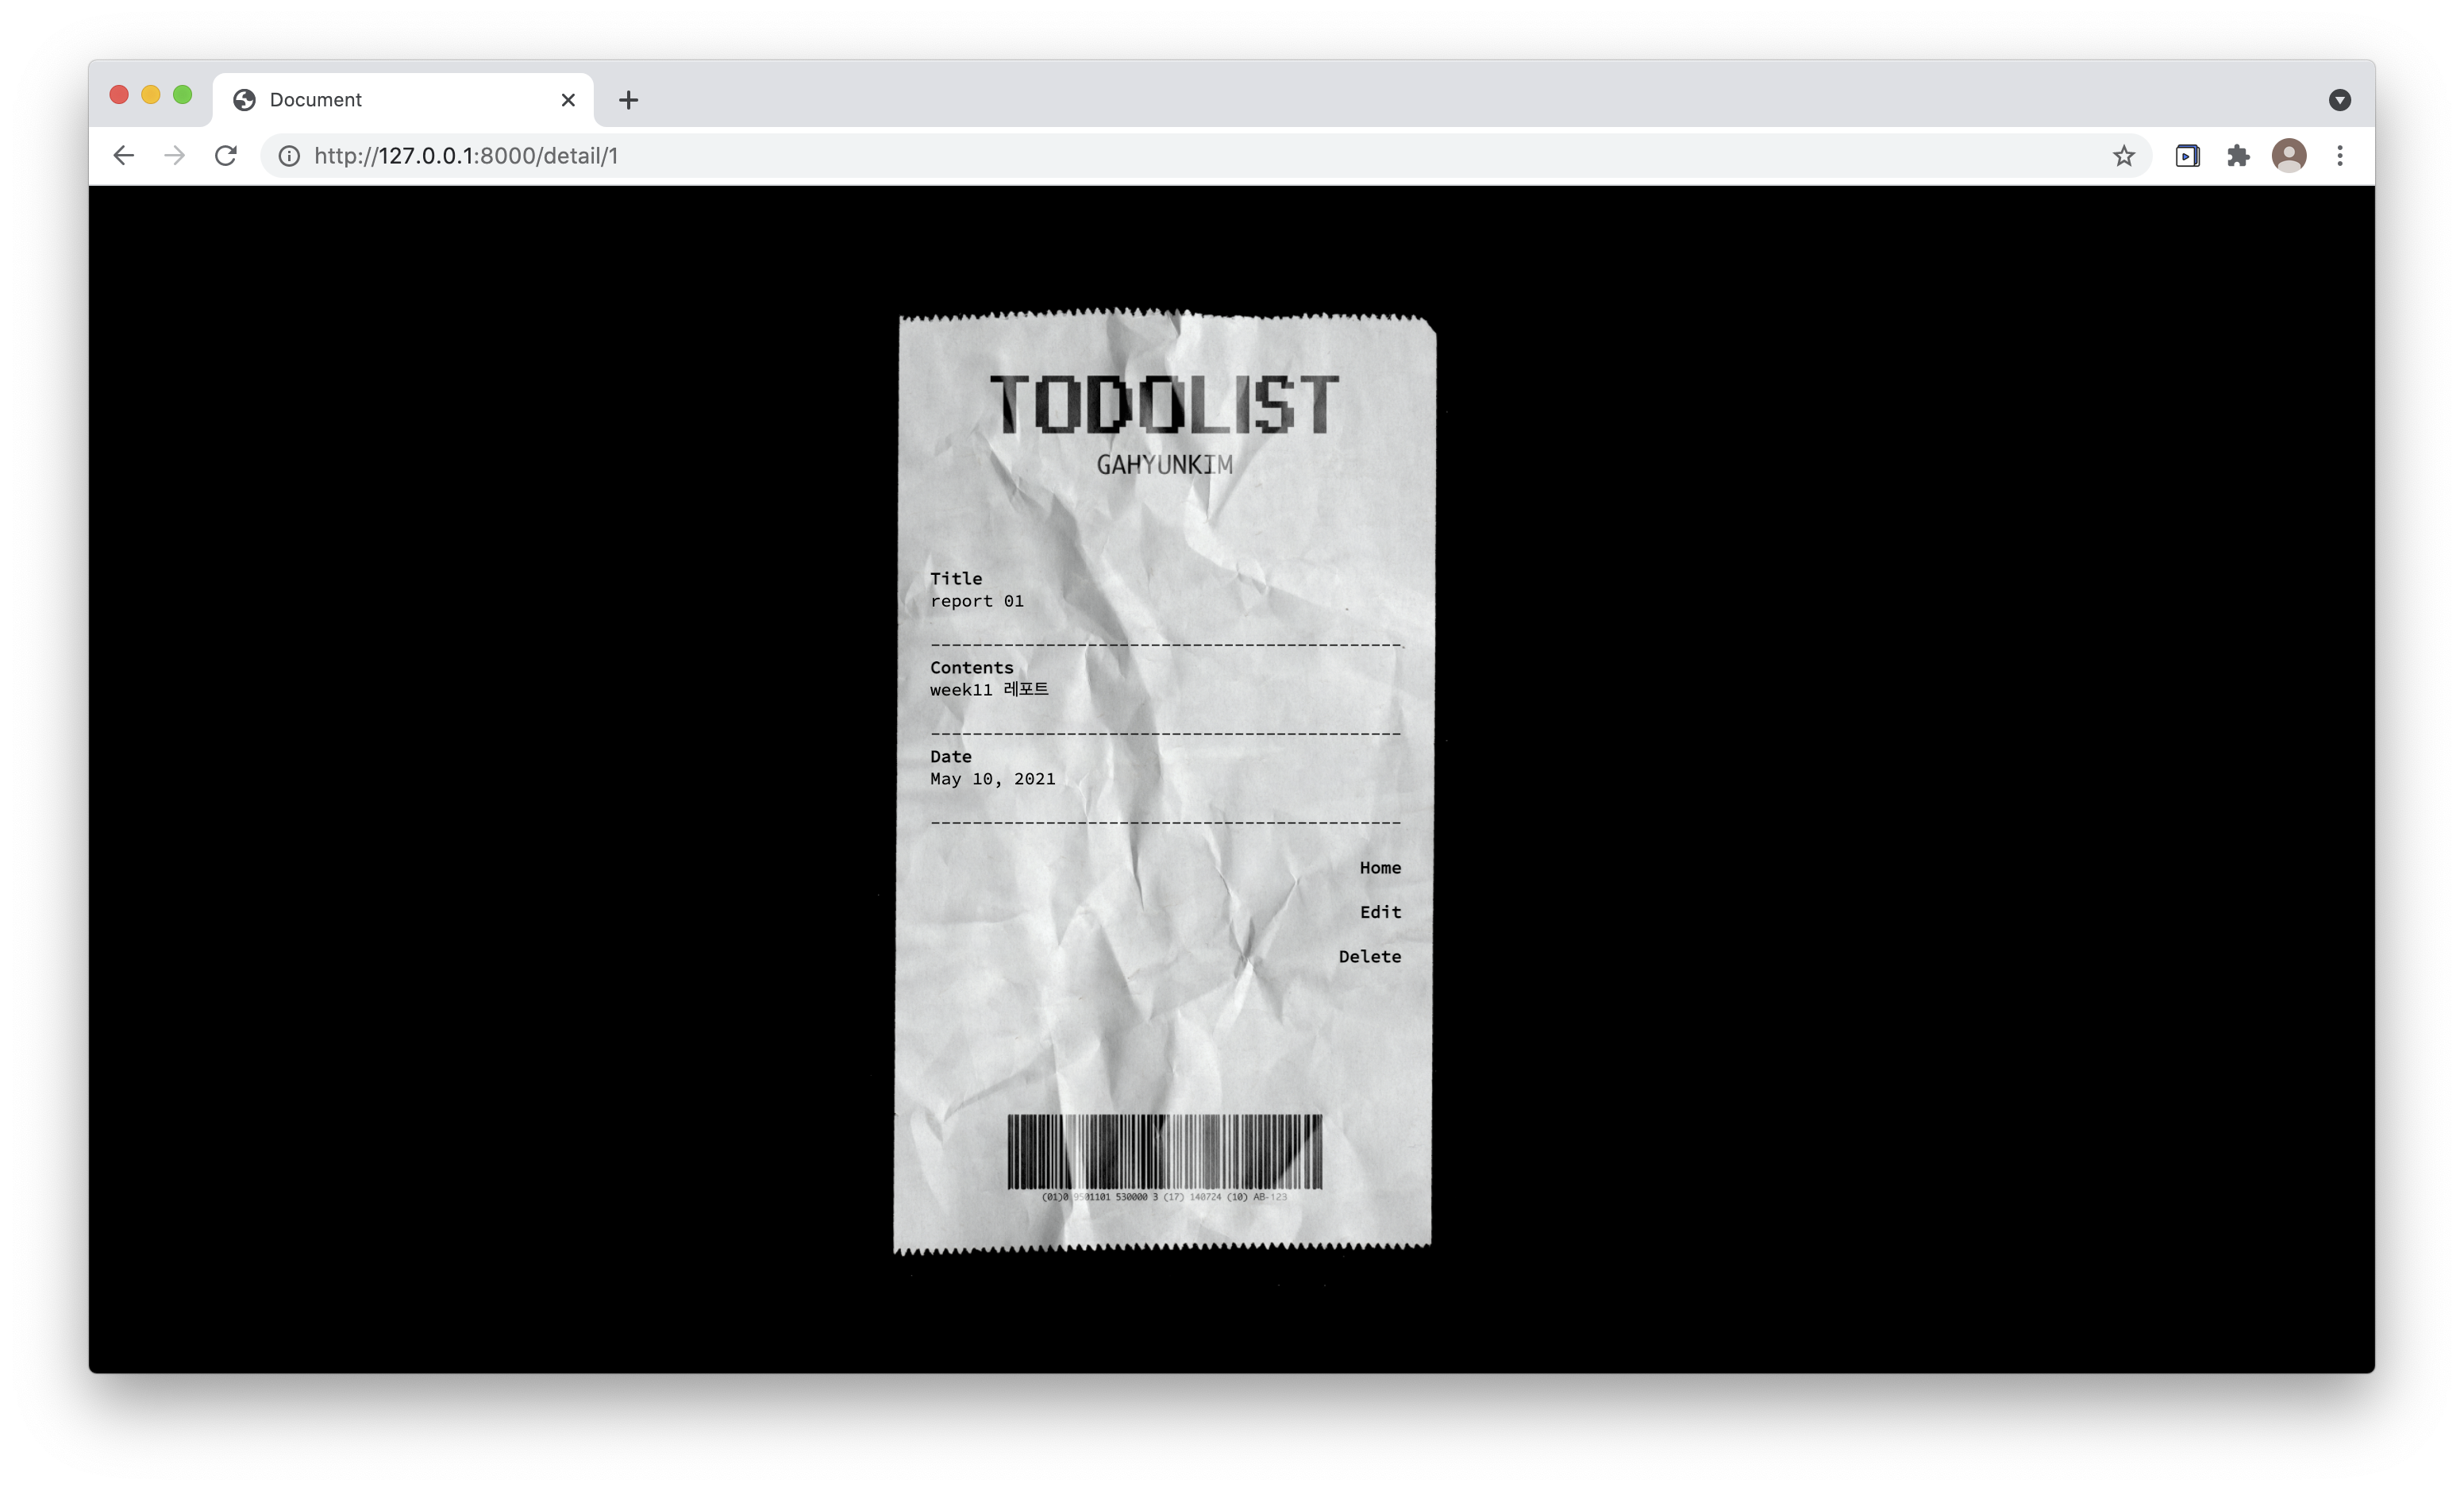 Document
http://127.0.0.1:8000/detail/1
TODOLIST
GAHYUNKIM
Title
report 01
---------------------------------------------
Contents
week11 레포트
---------------------------------------------
Date
May 10, 2021
---------------------------------------------
Home
Edit
Delete
(01)0 9501101 530000 3 (17) 140724 (10) AB-123